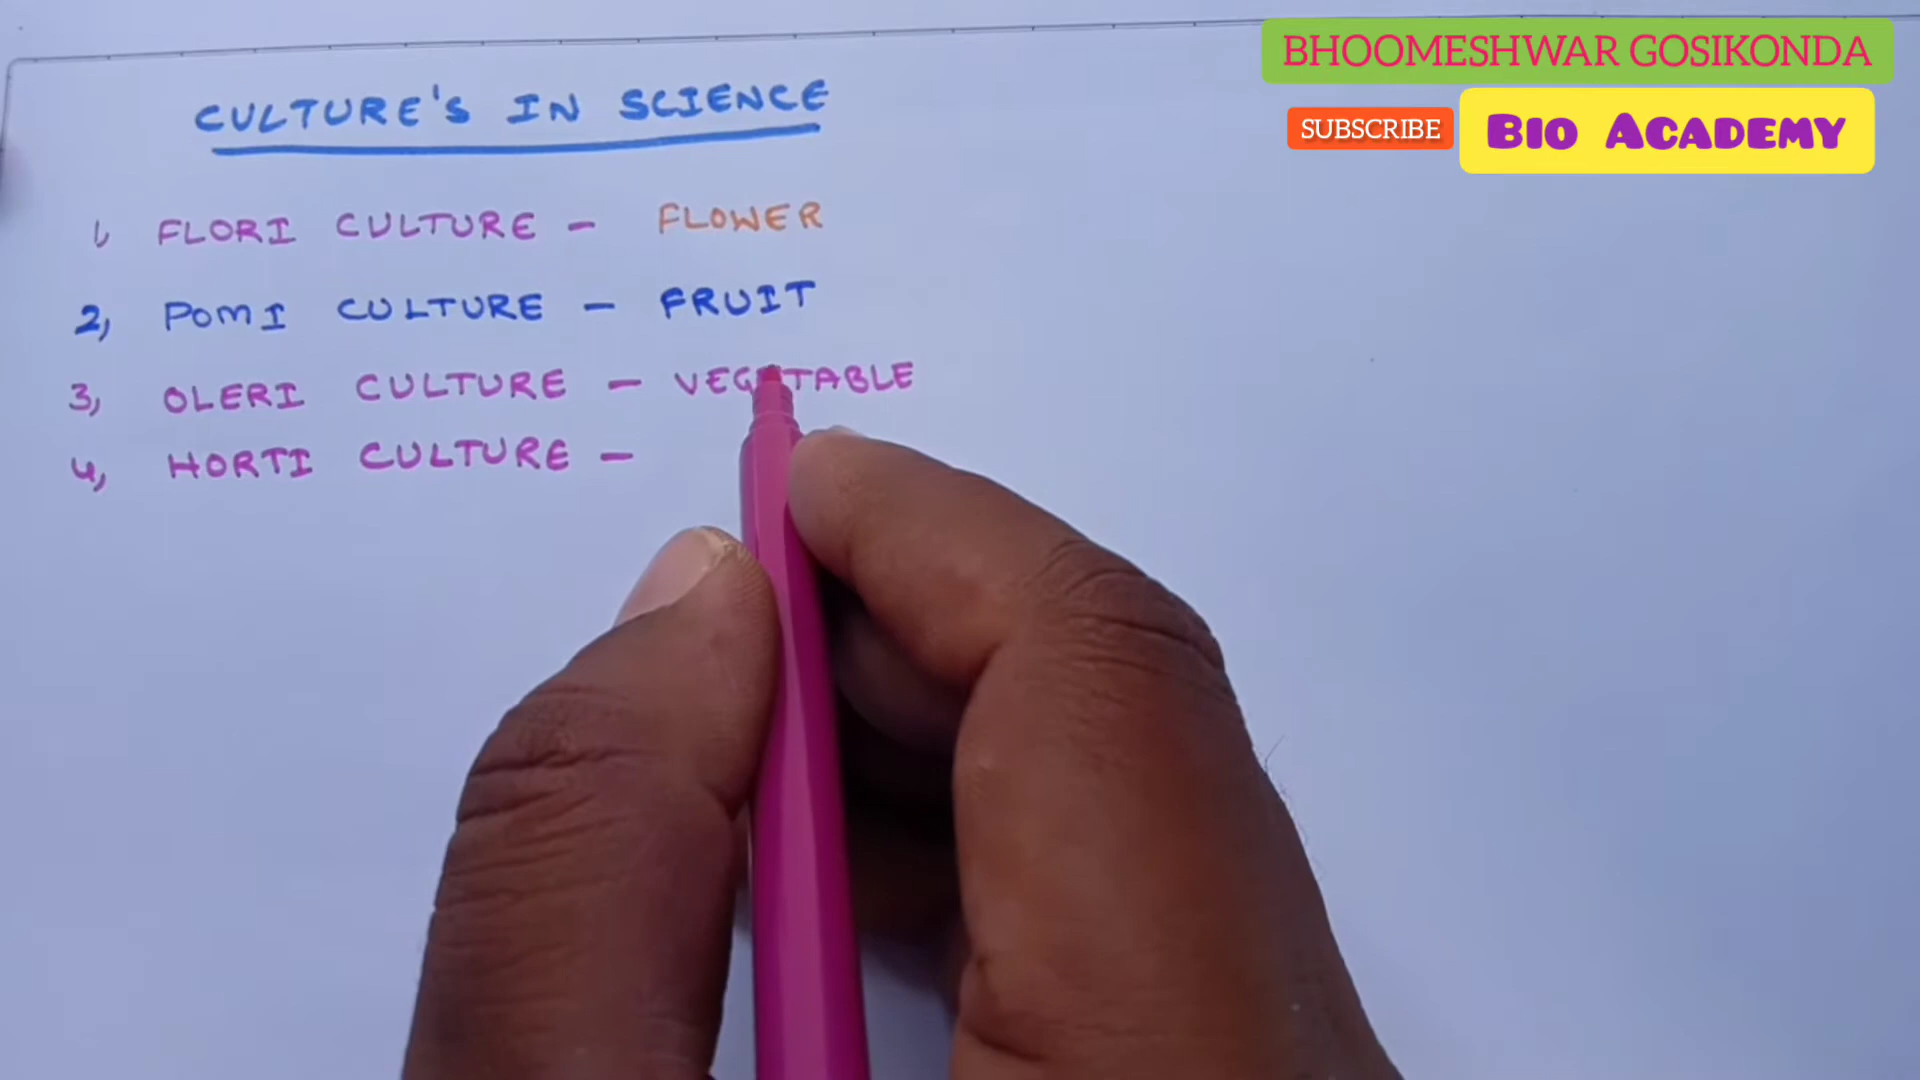 BHOOMESHWAR GOSIKONDA
SUBSCRIBE Bio Academy
CULTURE'S IN SCIENCE
1, FLORI CULTURE - FLOWER
2, POMI CULTURE - FRUIT
3, OLERI CULTURE - VEGETABLE
4, HORTI CULTURE -